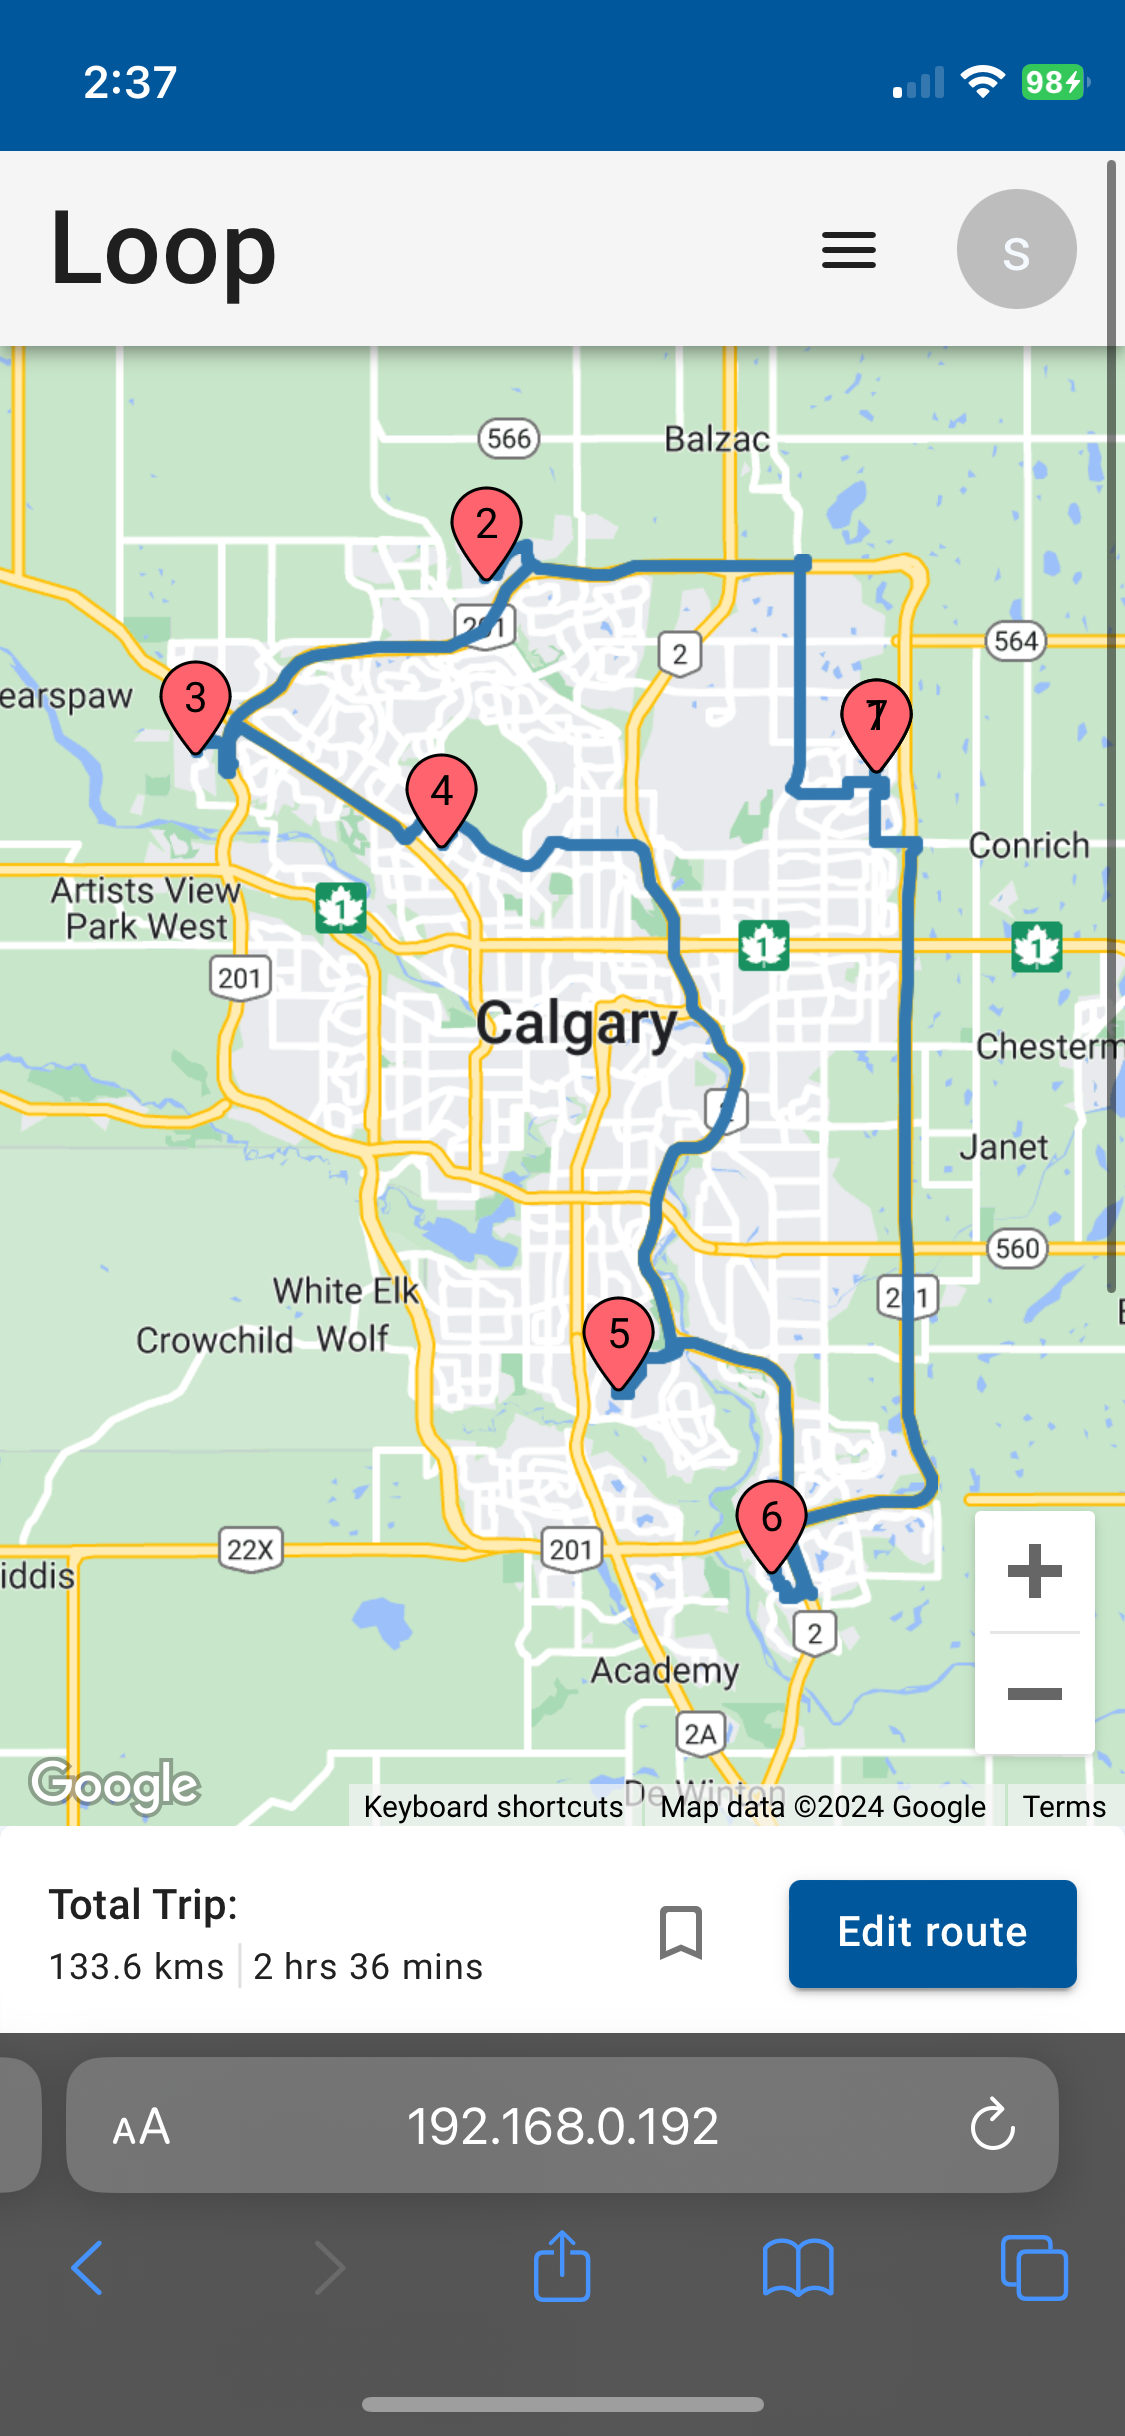 2:37
98
Loop
S
566
Balzac
2
201
2
564
earspaw
3
7
4
Conrich
Artists View
Park West
1
1
1
201
Calgary
Chesterm
Janet
560
White Elk
201
Crowchild Wolf
5
6
22X
201
iddis
2
Academy
2A
Google
De Winton
Keyboard shortcuts
Map data ©2024 Google
Terms
Total Trip:
133.6 kms
2 hrs 36 mins
Edit route
AA
192.168.0.192